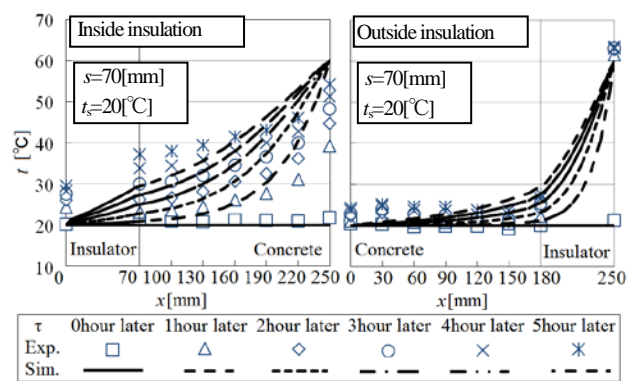 Inside insulation
s=70[mm]
ts=20[℃]
Outside insulation
s=70[mm]
ts=20[℃]
t [℃]
70
60
50
40
30
20
10
Insulator
Concrete
Concrete
Insulator
0 70 100 130 160 190 220 250
x[mm]
0 30 60 90 120 150 180 250
x[mm]
τ 0hour later 1hour later 2hour later 3hour later 4hour later 5hour later
Exp.
Sim.